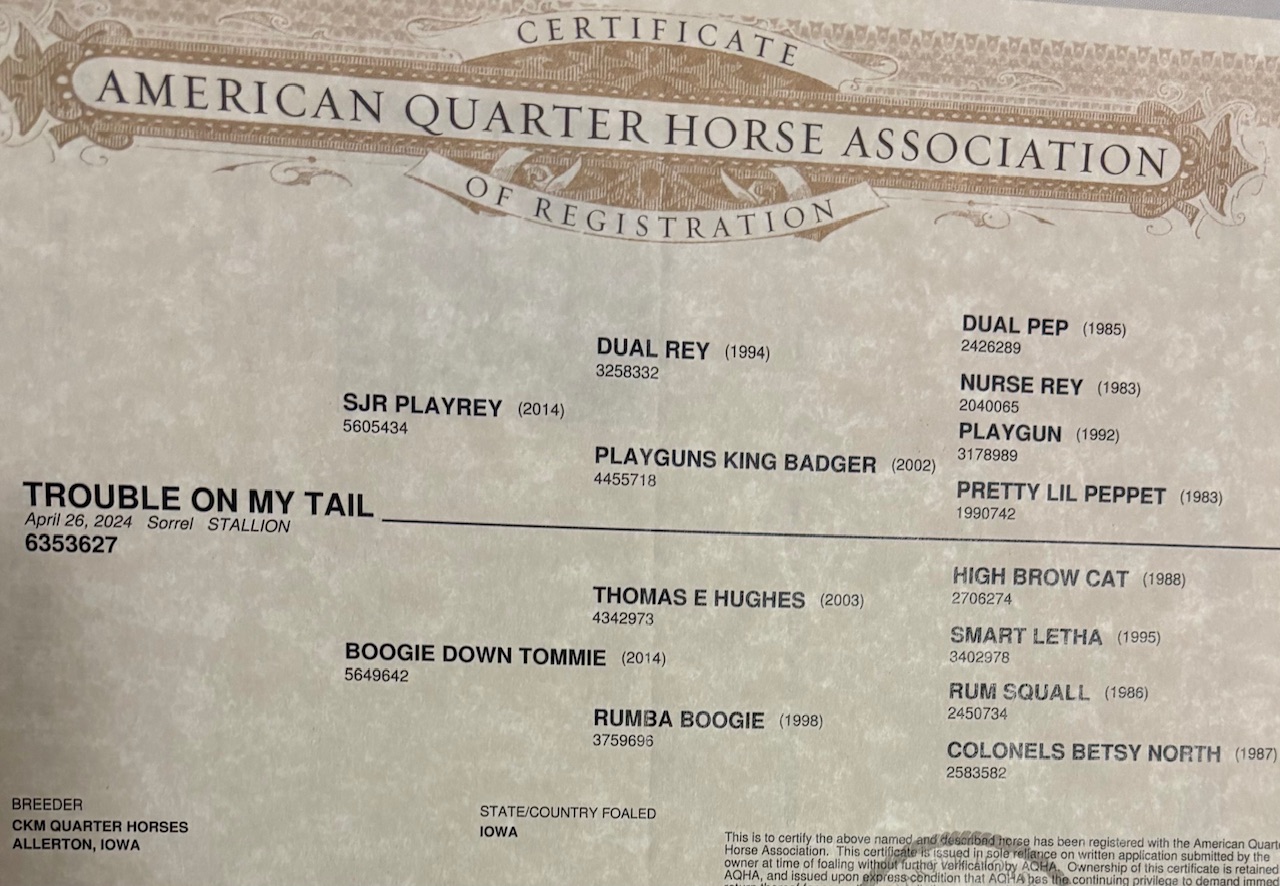 CERTIFICATE
AMERICAN QUARTER HORSE ASSOCIATION
OF REGISTRATION
DUAL PEP (1985)
2426289
DUAL REY (1994)
3258332
NURSE REY (1983)
2040065
SJR PLAYREY (2014)
5605434
PLAYGUN (1992)
3178989
PLAYGUNS KING BADGER (2002)
4455718
PRETTY LIL PEPPET (1983)
1990742
TROUBLE ON MY TAIL
April 26, 2024 Sorrel STALLION
6353627
HIGH BROW CAT (1988)
2706274
THOMAS E HUGHES (2003)
4342973
SMART LETHA (1995)
3402978
BOOGIE DOWN TOMMIE (2014)
5649642
RUM SQUALL (1986)
2450734
RUMBA BOOGIE (1998)
3759696
COLONELS BETSY NORTH (1987)
2583582
BREEDER
CKM QUARTER HORSES
ALLERTON, IOWA
STATE/COUNTRY FOALED
IOWA
This is to certify the above named and described horse has been registered with the American Quarte
Horse Association. This certificate is issued in sole reliance on written application submitted by the
owner at time of foaling without further verification by AQHA. Ownership of this certificate is retained
AQHA, and issued upon express condition that AQHA has the continuing privilege to demand immed